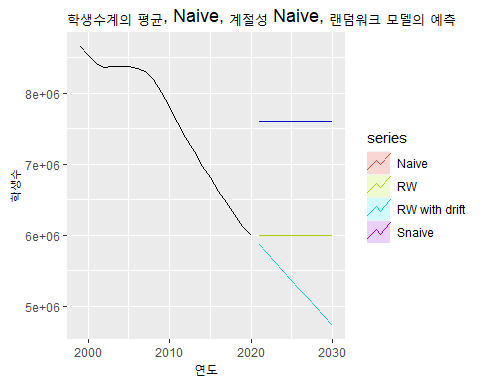 학생수계의 평균, Naive, 계절성 Naive, 랜덤워크 모델의 예측
8e+06
7e+06
6e+06
5e+06
학생수
2000
2010
2020
2030
연도
series
Naive
RW
RW with drift
Snaive